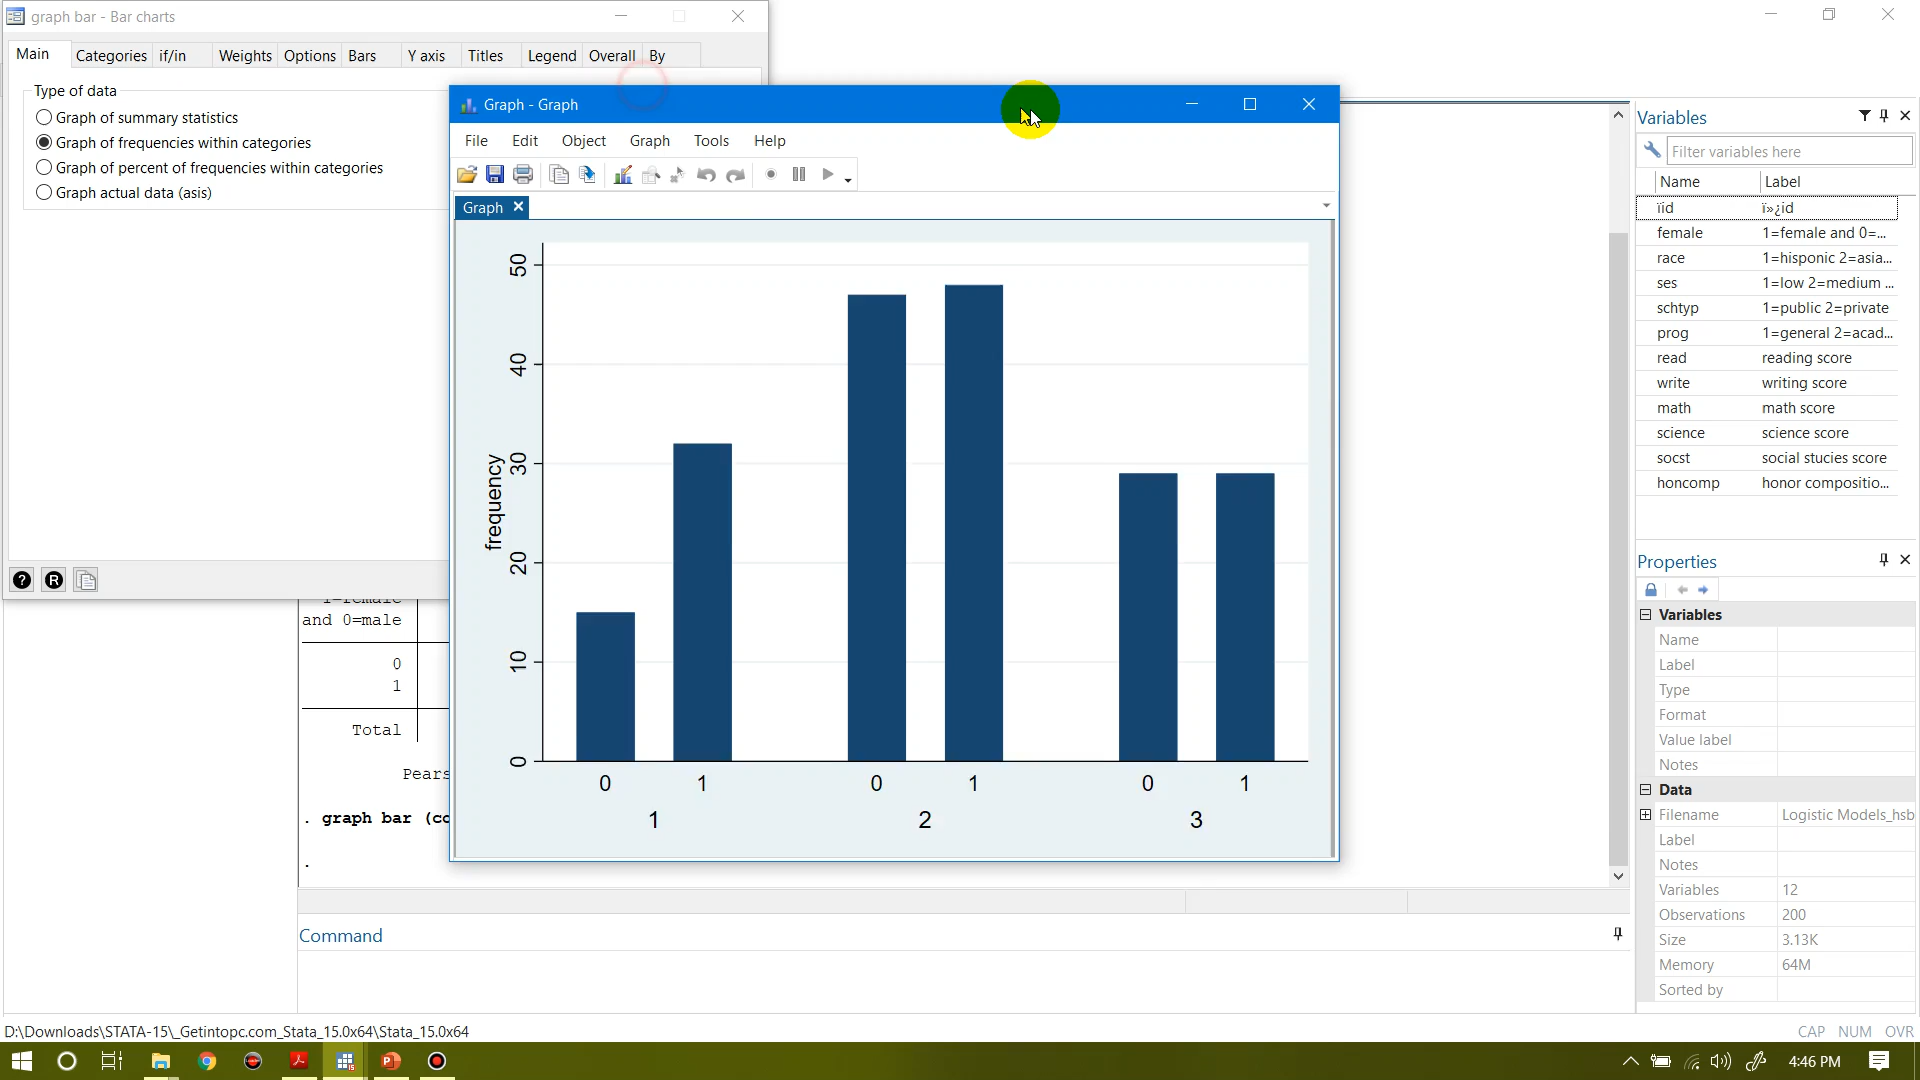 graph bar - Bar charts
Main Categories if/in Weights Options Bars Y axis Titles Legend Overall By
Type of data
Graph of summary statistics
Graph of frequencies within categories
Graph of percent of frequencies within categories
Graph actual data (asis)
Graph - Graph
File Edit Object Graph Tools Help
Graph
50
40
30
20
10
0
frequency
0 1 0 1 0 1
1 2 3
and 0=male
0
1
Total
Pears
. graph bar (co
.
Command
Variables
Filter variables here
Name Label
ïid ï»¿id
female 1=female and 0=...
race 1=hisponic 2=asia...
ses 1=low 2=medium ...
schtyp 1=public 2=private
prog 1=general 2=acad...
read reading score
write writing score
math math score
science science score
socst social stucies score
honcomp honor compositio...
Properties
Variables
Name
Label
Type
Format
Value label
Notes
Data
Filename Logistic Models_hsb
Label
Notes
Variables 12
Observations 200
Size 3.13K
Memory 64M
Sorted by
D:\Downloads\STATA-15\_Getintopc.com_Stata_15.0x64\Stata_15.0x64
CAP NUM OVR
4:46 PM